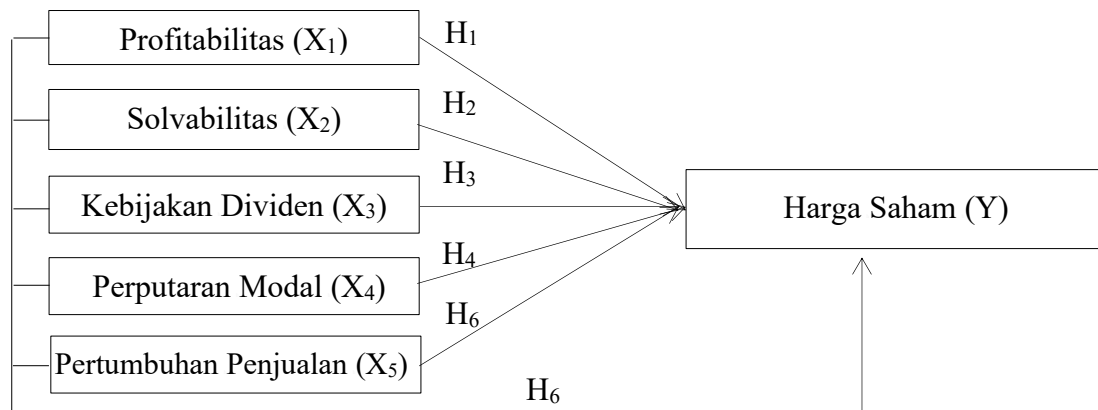 Profitabilitas (X₁)
H₁
Solvabilitas (X₂)
H₂
Kebijakan Dividen (X₃)
H₃
Harga Saham (Y)
Perputaran Modal (X₄)
H₄
Pertumbuhan Penjualan (X₅)
H₆
H₆